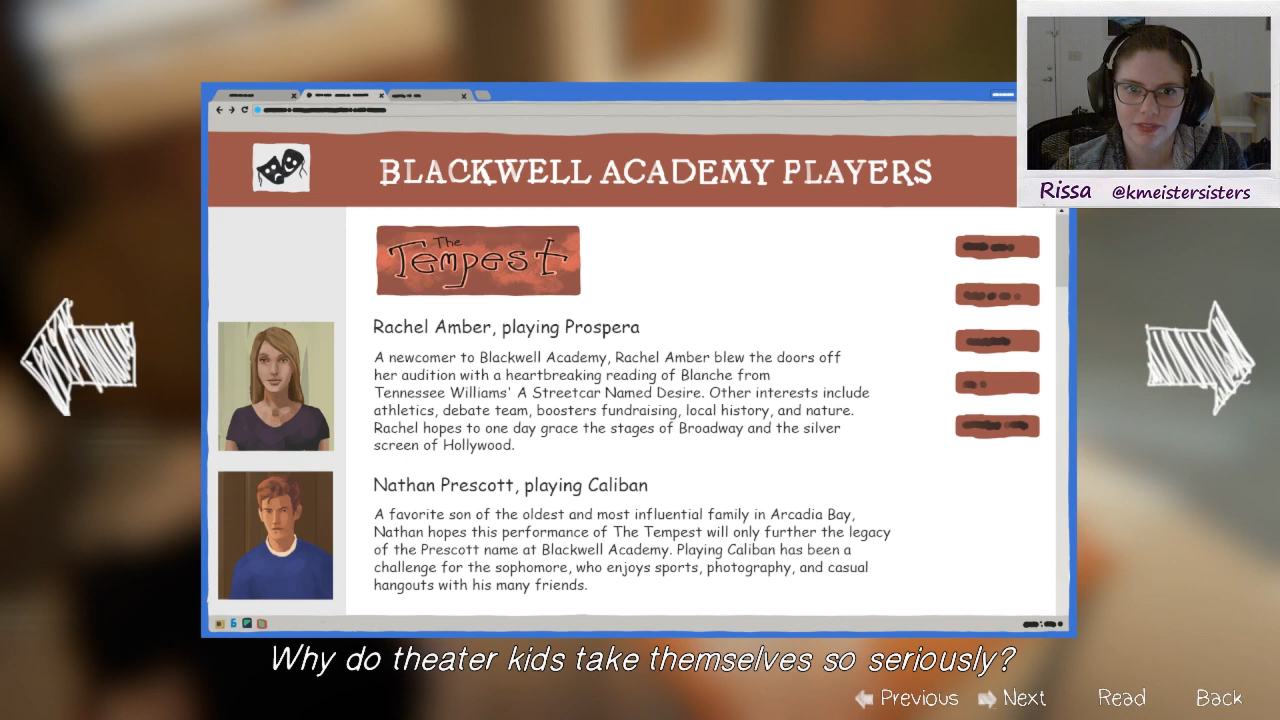 BLACKWELL ACADEMY PLAYERS
Rissa @kmeistersisters
The
Tempest
Rachel Amber, playing Prospera
A newcomer to Blackwell Academy, Rachel Amber blew the doors off
her audition with a heartbreaking reading of Blanche from
Tennessee Williams' A Streetcar Named Desire. Other interests include
athletics, debate team, boosters fundraising, local history, and nature.
Rachel hopes to one day grace the stages of Broadway and the silver
screen of Hollywood.
Nathan Prescott, playing Caliban
A favorite son of the oldest and most influential family in Arcadia Bay,
Nathan hopes this performance of The Tempest will only further the legacy
of the Prescott name at Blackwell Academy. Playing Caliban has been a
challenge for the sophomore, who enjoys sports, photography, and casual
hangouts with his many friends.
Why do theater kids take themselves so seriously?
Previous Next Read Back